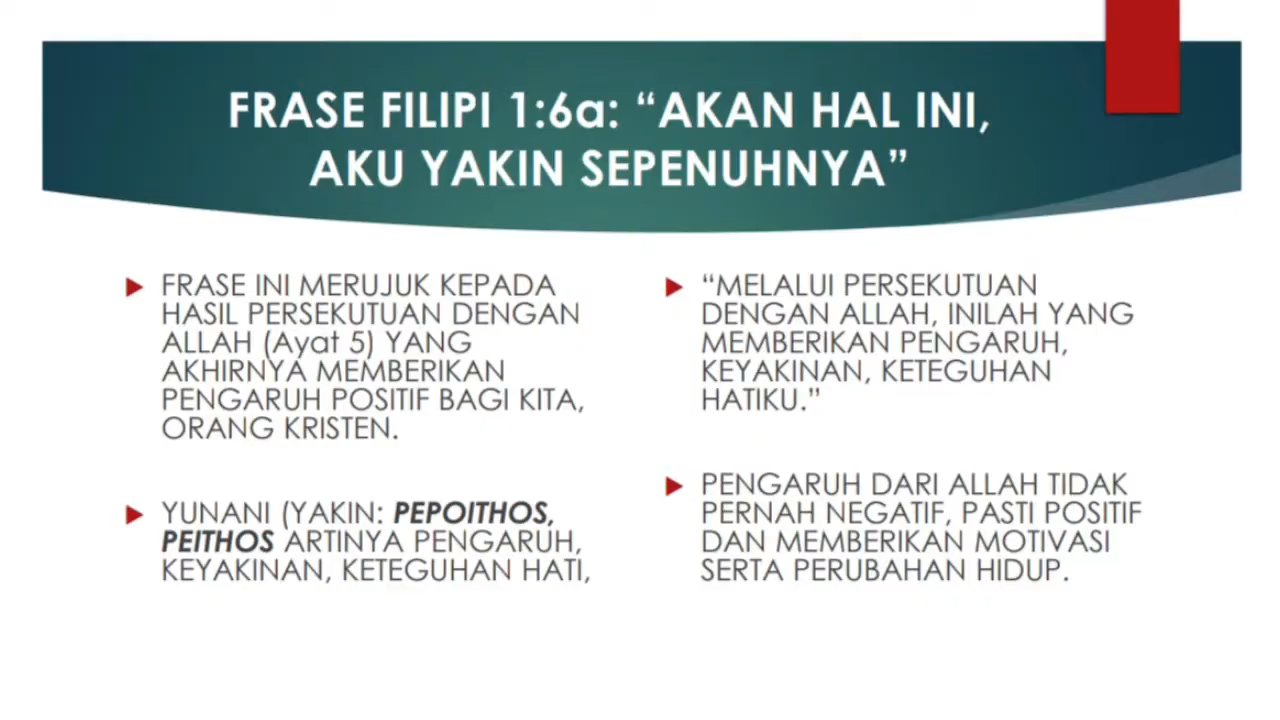 FRASE FILIPI 1:6a: “AKAN HAL INI,
AKU YAKIN SEPENUHNYA”
FRASE INI MERUJUK KEPADA
HASIL PERSEKUTUAN DENGAN
ALLAH (Ayat 5) YANG
AKHIRNYA MEMBERIKAN
PENGARUH POSITIF BAGI KITA,
ORANG KRISTEN.
YUNANI (YAKIN: PEPOITHOS,
PEITHOS ARTINYA PENGARUH,
KEYAKINAN, KETEGUHAN HATI,
“MELALUI PERSEKUTUAN
DENGAN ALLAH, INILAH YANG
MEMBERIKAN PENGARUH,
KEYAKINAN, KETEGUHAN
HATIKU.”
PENGARUH DARI ALLAH TIDAK
PERNAH NEGATIF, PASTI POSITIF
DAN MEMBERIKAN MOTIVASI
SERTA PERUBAHAN HIDUP.